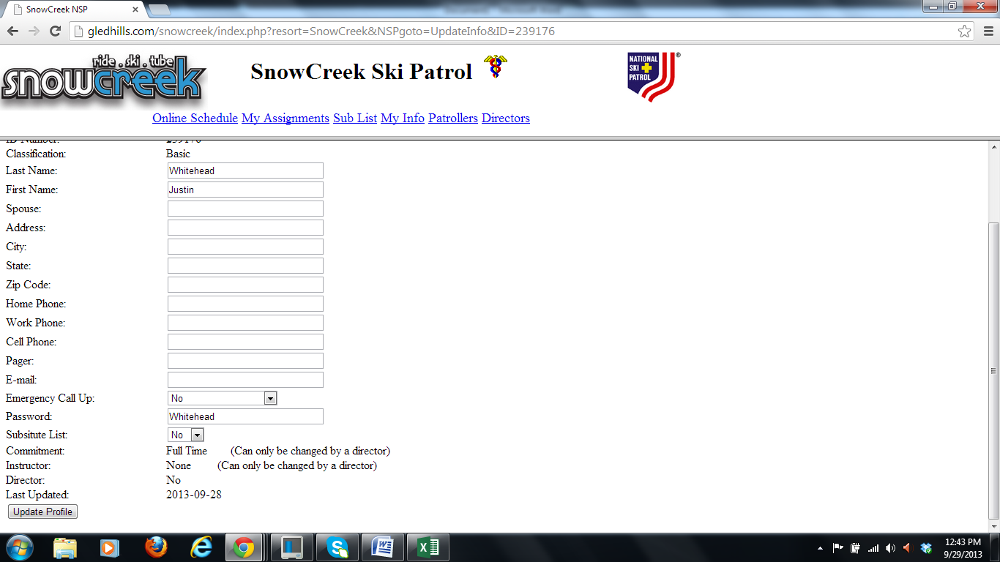 SnowCreek NSP
gledhills.com/snowcreek/index.php?resort=SnowCreek&NSPgoto=UpdateInfo&ID=239176
ride . ski . tube
snowcreek
SnowCreek Ski Patrol
NATIONAL
SKI
PATROL
®
Online Schedule My Assignments Sub List My Info Patrollers Directors
ID Number: 239176
Classification: Basic
Last Name: Whitehead
First Name: Justin
Spouse:
Address:
City:
State:
Zip Code:
Home Phone:
Work Phone:
Cell Phone:
Pager:
E-mail:
Emergency Call Up: No
Password: Whitehead
Subsitute List: No
Commitment: Full Time (Can only be changed by a director)
Instructor: None (Can only be changed by a director)
Director: No
Last Updated: 2013-09-28
Update Profile
12:43 PM
9/29/2013